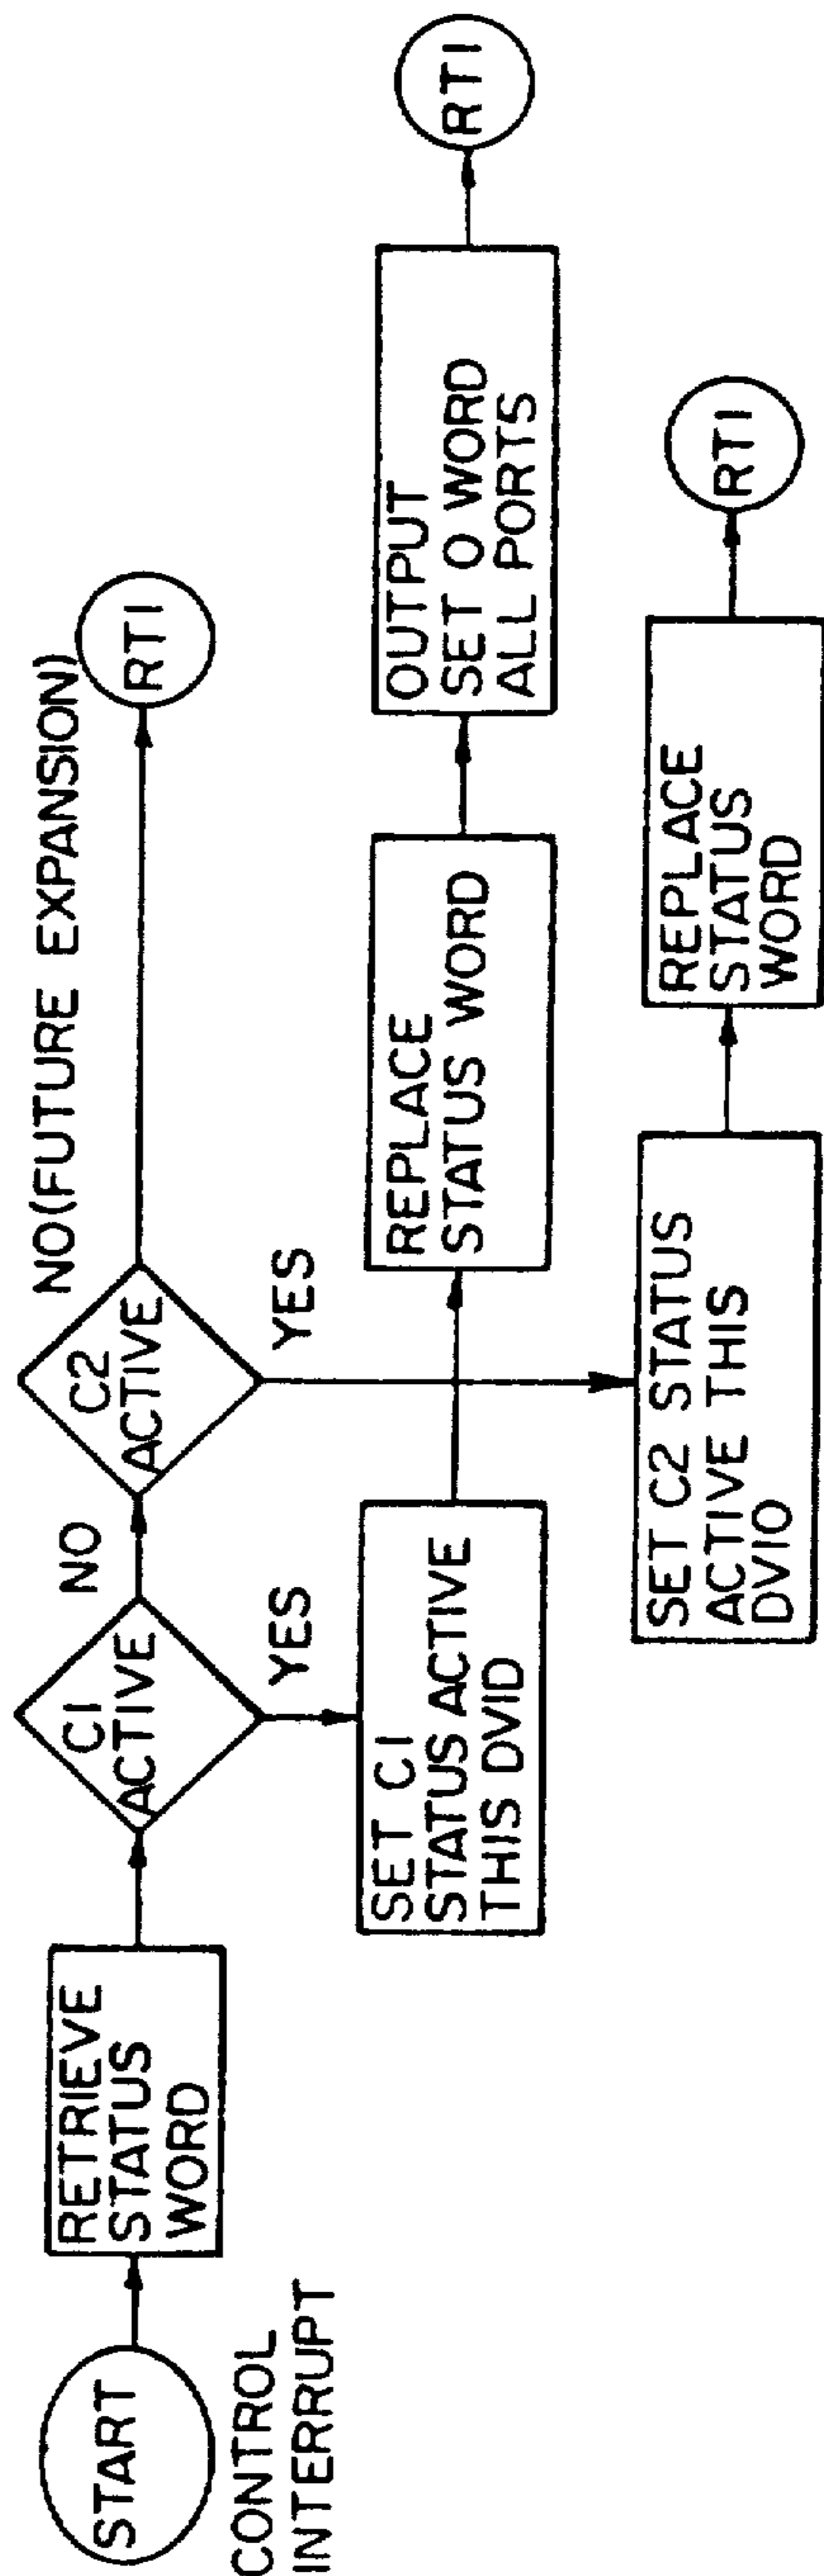 START
CONTROL
INTERRUPT
RETRIEVE
STATUS
WORD
C1
ACTIVE
NO
YES
C2
ACTIVE
NO(FUTURE EXPANSION)
YES
RTI
SET C1
STATUS ACTIVE
THIS DVID
REPLACE
STATUS WORD
OUTPUT
SET O WORD
ALL PORTS
RTI
SET C2 STATUS
ACTIVE THIS
DVIO
REPLACE
STATUS
WORD
RTI